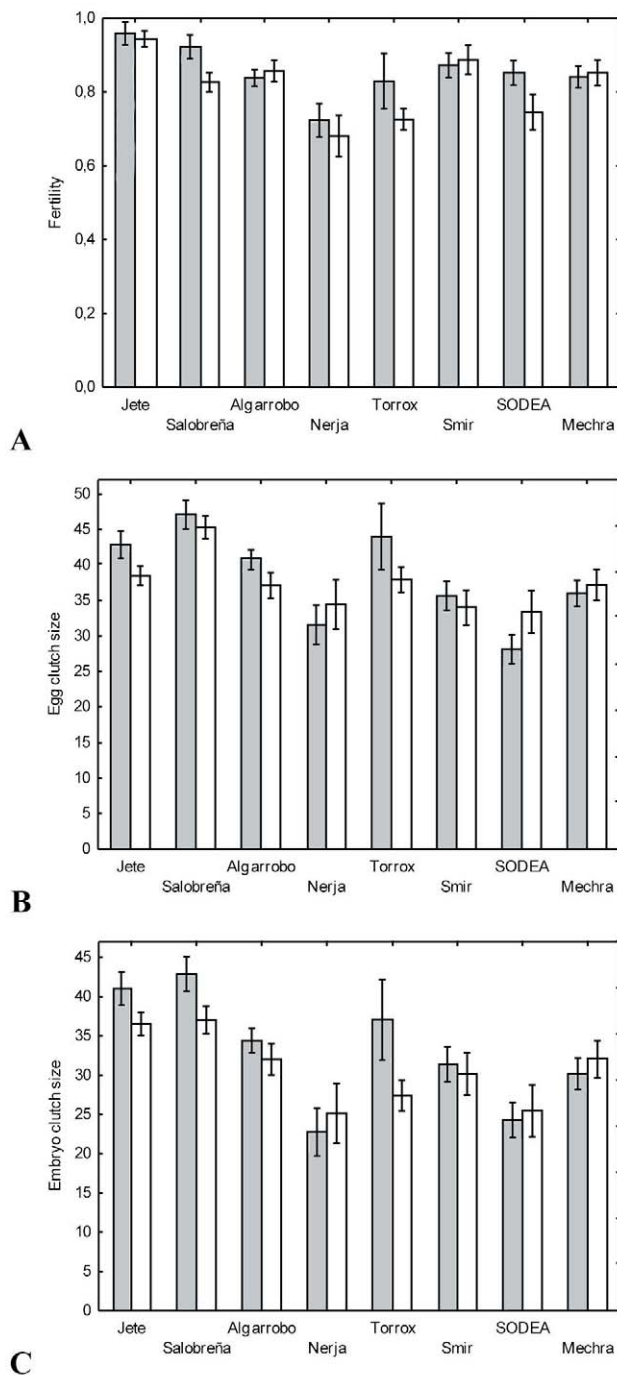 1,0
0,8
0,6
0,4
0,2
0,0
Fertility
Jete Algarrobo Torrox SODEA
Salobreña Nerja Smir Mechra
A
50
45
40
35
30
25
20
15
10
5
0
Egg clutch size
Jete Algarrobo Torrox SODEA
Salobreña Nerja Smir Mechra
B
45
40
35
30
25
20
15
10
5
0
Embryo clutch size
Jete Algarrobo Torrox SODEA
Salobreña Nerja Smir Mechra
C